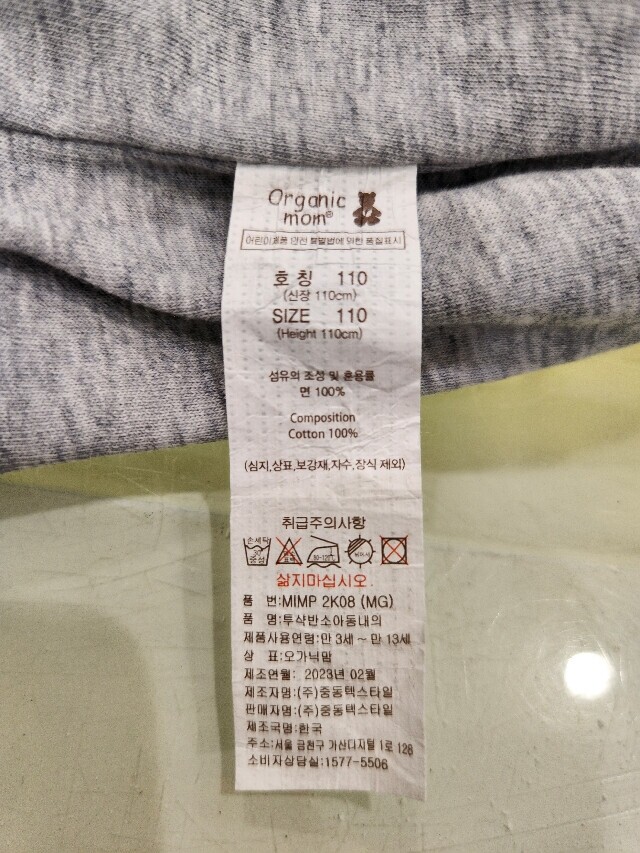 Organic
mom®
어린이제품 안전 특별법에 의한 품질표시
호 칭 110
(신장 110cm)
SIZE 110
(Height 110cm)
섬유의 조성 및 혼용률
면 100%
Composition
Cotton 100%
(심지,상표,보강재,자수,장식 제외)
취급주의사항
손세탁
30
중성
80~120℃
삶지마십시오.
품 번:MIMP 2K08 (MG)
품 명:투샥반소아동내의
제품사용연령:만 3세 ~ 만 13세
상 표:오가닉맘
제조연월: 2023년 02월
제조자명:(주)중동텍스타일
판매자명:(주)중동텍스타일
제조국명:한국
주소:서울 금천구 가산디지털 1로 128
소비자상담실:1577-5506